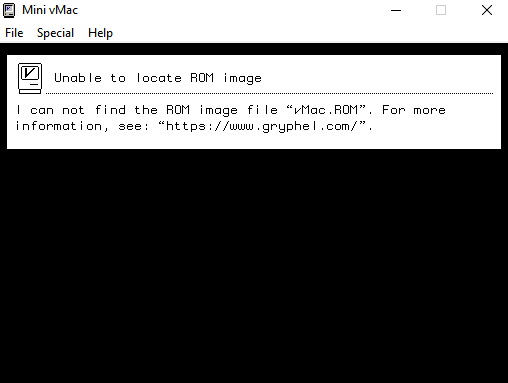 Mini vMac
File Special Help
Unable to locate ROM image
I can not find the ROM image file “vMac.ROM”. For more
information, see: “https://www.gryphel.com/”.